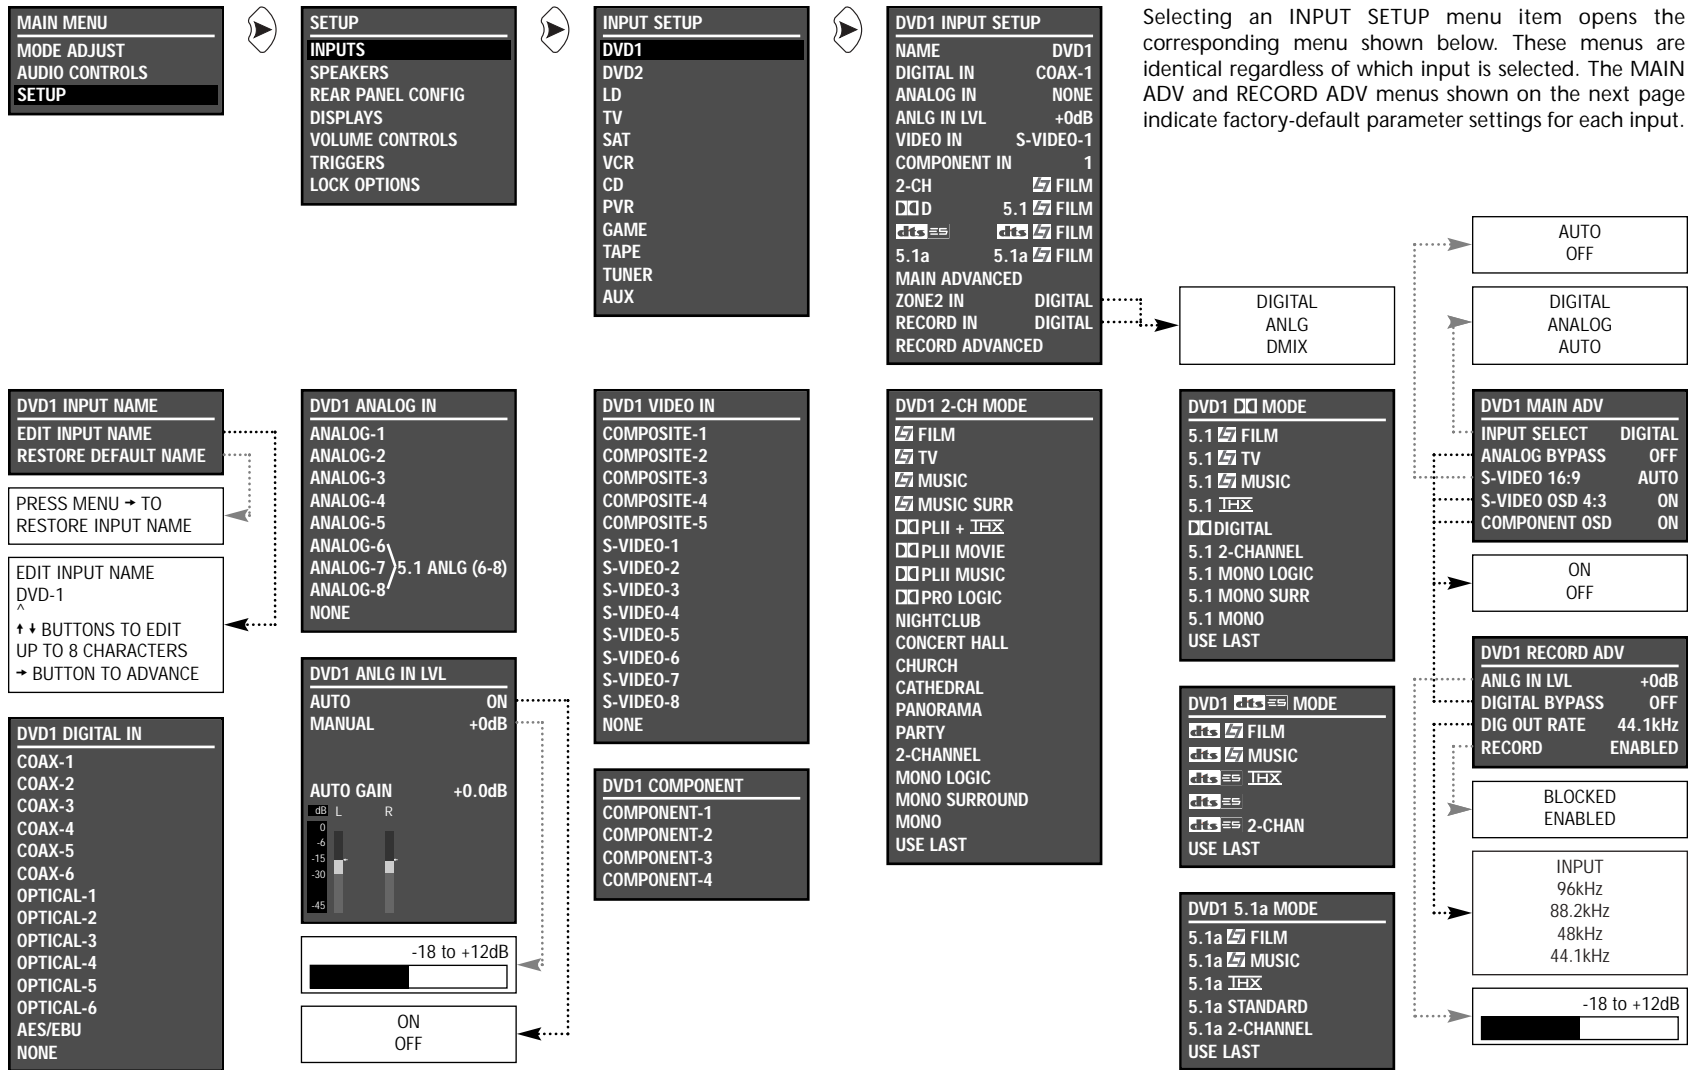 MAIN MENU
MODE ADJUST
AUDIO CONTROLS
SETUP
SETUP
INPUTS
SPEAKERS
REAR PANEL CONFIG
DISPLAYS
VOLUME CONTROLS
TRIGGERS
LOCK OPTIONS
INPUT SETUP
DVD1
DVD2
LD
TV
SAT
VCR
CD
PVR
GAME
TAPE
TUNER
AUX
DVD1 INPUT SETUP
NAME DVD1
DIGITAL IN COAX-1
ANALOG IN NONE
ANLG IN LVL +0dB
VIDEO IN S-VIDEO-1
COMPONENT IN 1
2-CH FILM
D 5.1 FILM
dts ES dts FILM
5.1a 5.1a FILM
MAIN ADVANCED
ZONE2 IN DIGITAL
RECORD IN DIGITAL
RECORD ADVANCED
Selecting an INPUT SETUP menu item opens the
corresponding menu shown below. These menus are
identical regardless of which input is selected. The MAIN
ADV and RECORD ADV menus shown on the next page
indicate factory-default parameter settings for each input.
DIGITAL
ANLG
DMIX
AUTO
OFF
DIGITAL
ANALOG
AUTO
DVD1 INPUT NAME
EDIT INPUT NAME
RESTORE DEFAULT NAME
PRESS MENU → TO
RESTORE INPUT NAME
EDIT INPUT NAME
DVD-1
^
↑ ↓ BUTTONS TO EDIT
UP TO 8 CHARACTERS
→ BUTTON TO ADVANCE
DVD1 DIGITAL IN
COAX-1
COAX-2
COAX-3
COAX-4
COAX-5
COAX-6
OPTICAL-1
OPTICAL-2
OPTICAL-3
OPTICAL-4
OPTICAL-5
OPTICAL-6
AES/EBU
NONE
DVD1 ANALOG IN
ANALOG-1
ANALOG-2
ANALOG-3
ANALOG-4
ANALOG-5
ANALOG-6
ANALOG-7 5.1 ANLG (6-8)
ANALOG-8
NONE
DVD1 ANLG IN LVL
AUTO ON
MANUAL +0dB
AUTO GAIN +0.0dB
dB L R
0
-6
-15
-30
-45
-18 to +12dB
ON
OFF
DVD1 VIDEO IN
COMPOSITE-1
COMPOSITE-2
COMPOSITE-3
COMPOSITE-4
COMPOSITE-5
S-VIDEO-1
S-VIDEO-2
S-VIDEO-3
S-VIDEO-4
S-VIDEO-5
S-VIDEO-6
S-VIDEO-7
S-VIDEO-8
NONE
DVD1 COMPONENT
COMPONENT-1
COMPONENT-2
COMPONENT-3
COMPONENT-4
DVD1 2-CH MODE
FILM
TV
MUSIC
MUSIC SURR
PLII + THX
PLII MOVIE
PLII MUSIC
PRO LOGIC
NIGHTCLUB
CONCERT HALL
CHURCH
CATHEDRAL
PANORAMA
PARTY
2-CHANNEL
MONO LOGIC
MONO SURROUND
MONO
USE LAST
DVD1 MODE
5.1 FILM
5.1 TV
5.1 MUSIC
5.1 THX
DIGITAL
5.1 2-CHANNEL
5.1 MONO LOGIC
5.1 MONO SURR
5.1 MONO
USE LAST
DVD1 dts ES MODE
dts FILM
dts MUSIC
dts ES THX
dts ES
dts ES 2-CHAN
USE LAST
DVD1 5.1a MODE
5.1a FILM
5.1a MUSIC
5.1a THX
5.1a STANDARD
5.1a 2-CHANNEL
USE LAST
DVD1 MAIN ADV
INPUT SELECT DIGITAL
ANALOG BYPASS OFF
S-VIDEO 16:9 AUTO
S-VIDEO OSD 4:3 ON
COMPONENT OSD ON
ON
OFF
DVD1 RECORD ADV
ANLG IN LVL +0dB
DIGITAL BYPASS OFF
DIG OUT RATE 44.1kHz
RECORD ENABLED
BLOCKED
ENABLED
INPUT
96kHz
88.2kHz
48kHz
44.1kHz
-18 to +12dB